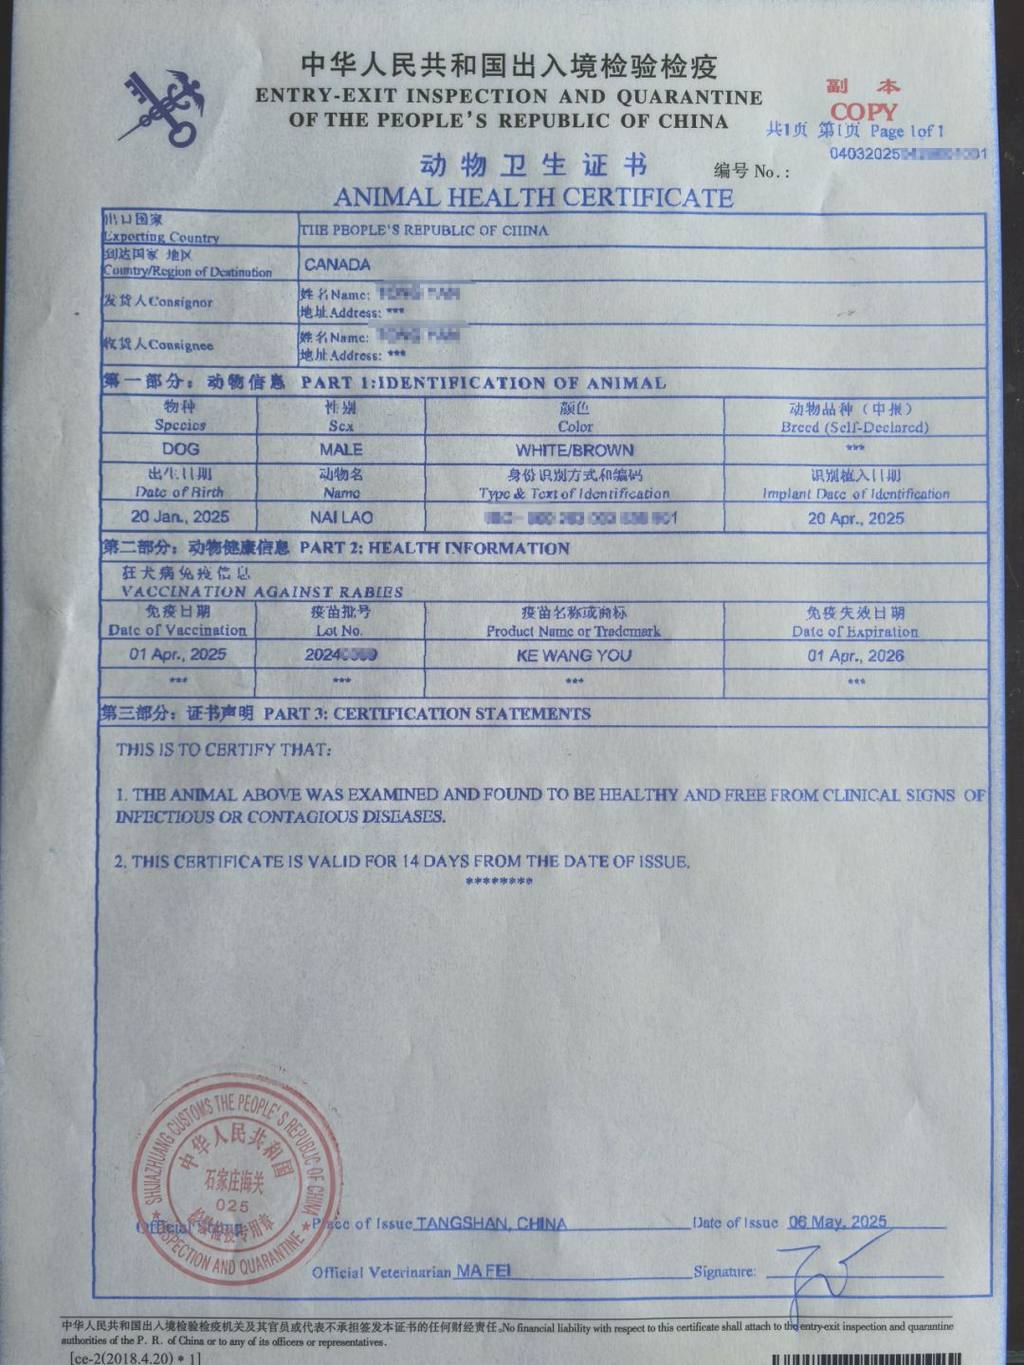 中华人民共和国出入境检验检疫
ENTRY-EXIT INSPECTION AND QUARANTINE
OF THE PEOPLE'S REPUBLIC OF CHINA
副 本
COPY
共1页 第1页 Page 1of 1
04032025
动物卫生证书
编号 No.:
ANIMAL HEALTH CERTIFICATE
出口国家
Exporting Country
THE PEOPLE'S REPUBLIC OF CHINA
到达国家 地区
Country/Region of Destination
CANADA
发货人Consignor
姓名Name:
地址Address: ***
收货人Consignee
姓名Name:
地址Address: ***
第一部分：动物信息 PART 1:IDENTIFICATION OF ANIMAL
物种 性别 颜色 动物品种（申报）
Species Sex Color Breed (Self-Declared)
DOG MALE WHITE/BROWN ***
出生日期 动物名 身份识别方式和编码 识别植入日期
Date of Birth Name Type & Text of Identification Implant Date of Identification
20 Jan., 2025 NAI LAO 20 Apr., 2025
第二部分：动物健康信息 PART 2: HEALTH INFORMATION
狂犬病免疫信息
VACCINATION AGAINST RABIES
免疫日期 疫苗批号 疫苗名称或商标 免疫失效日期
Date of Vaccination Lot No. Product Name or Trademark Date of Expiration
01 Apr., 2025 2024 KE WANG YOU 01 Apr., 2026
*** *** *** ***
第三部分：证书声明 PART 3: CERTIFICATION STATEMENTS
THIS IS TO CERTIFY THAT:
1. THE ANIMAL ABOVE WAS EXAMINED AND FOUND TO BE HEALTHY AND FREE FROM CLINICAL SIGNS OF
INFECTIOUS OR CONTAGIOUS DISEASES.
2. THIS CERTIFICATE IS VALID FOR 14 DAYS FROM THE DATE OF ISSUE.
********
SHIJIAZHUANG CUSTOMS THE PEOPLE'S REPUBLIC OF CHINA
中华人民共和国
石家庄海关
025
检验检疫专用章
INSPECTION AND QUARANTINE
Official Stamp Place of Issue TANGSHAN, CHINA Date of Issue 06 May, 2025
Official Veterinarian MA FEI Signature:
中华人民共和国出入境检验检疫机关及其官员或代表不承担签发本证书的任何财经责任。No financial liability with respect to this certificate shall attach to the entry-exit inspection and quarantine
authorities of the P. R. of China or to any of its officers or representatives.
[ce-2(2018.4.20)*1]